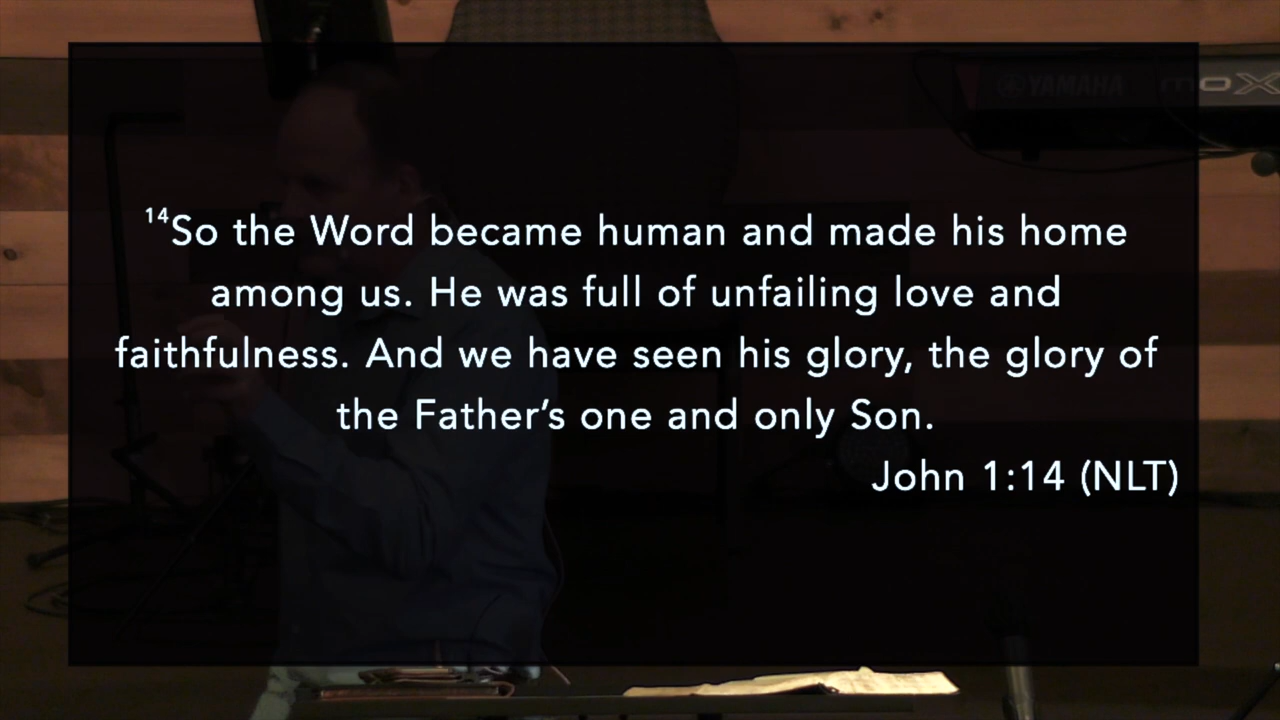 YAMAHA moX
¹⁴So the Word became human and made his home
among us. He was full of unfailing love and
faithfulness. And we have seen his glory, the glory of
the Father’s one and only Son.
John 1:14 (NLT)